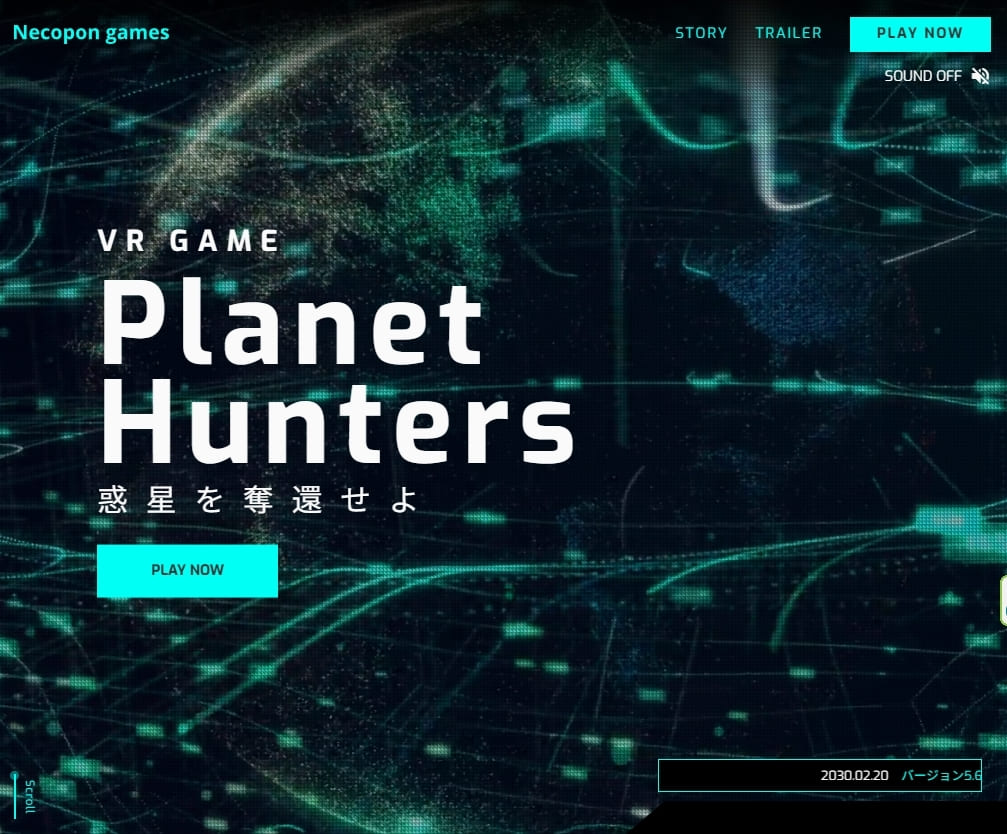 Necopon games
STORY
TRAILER
PLAY NOW
SOUND OFF
VR GAME
Planet
Hunters
惑星を奪還せよ
PLAY NOW
2030.02.20 バージョン5.6
Scroll